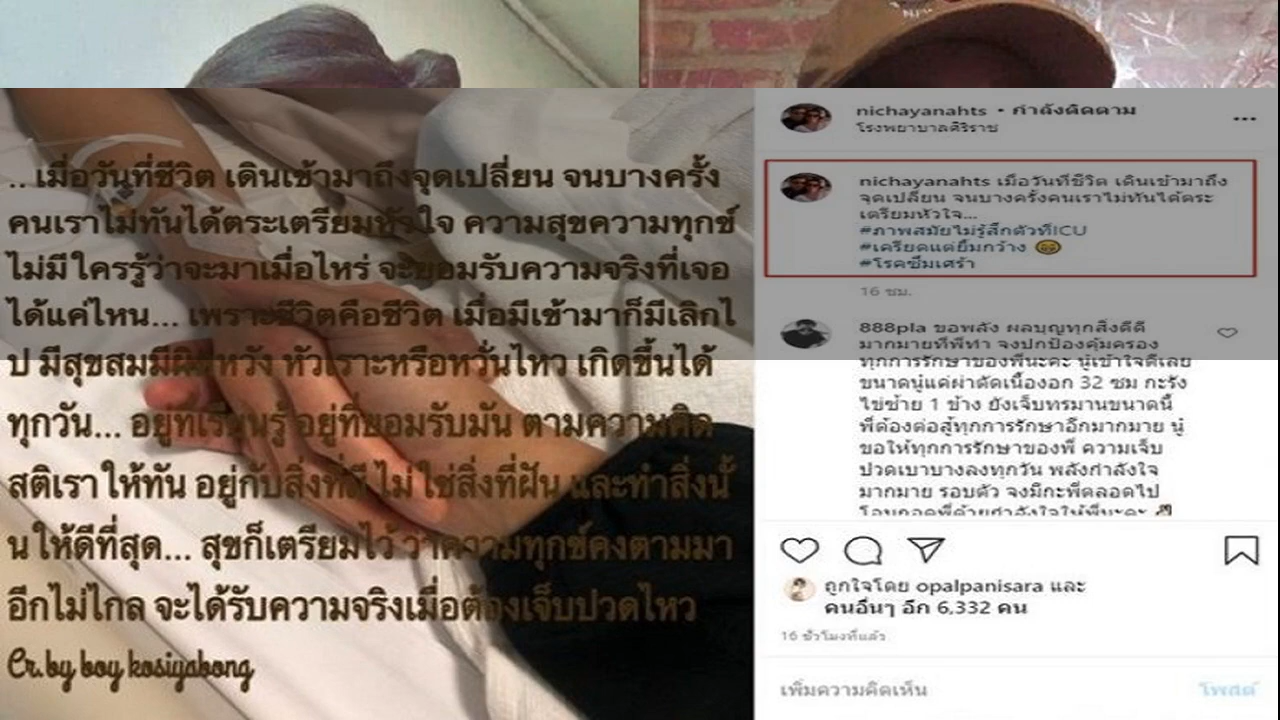 .. เมื่อวันที่ชีวิต เดินเข้ามาถึงจุดเปลี่ยน จนบางครั้ง
คนเราไม่ทันได้ตระเตรียมหัวใจ ความสุขความทุกข์
ไม่มีใครรู้ว่าจะมาเมื่อไหร่ จะยอมรับความจริงที่เจอ
ได้แค่ไหน... เพราะชีวิตคือชีวิต เมื่อมีเข้ามาก็มีเลิกไ
ป มีสุขสมมีผิดหวัง หัวเราะหรือหวั่นไหว เกิดขึ้นได้
ทุกวัน... อยู่ที่เรียนรู้ อยู่ที่ยอมรับมัน ตามความคิด
สติเราให้ทัน อยู่กับสิ่งที่มี ไม่ใช่สิ่งที่ฝัน และทำสิ่งนั้
นให้ดีที่สุด... สุขก็เตรียมไว้ ว่าความทุกข์คงตามมา
อีกไม่ไกล จะได้รับความจริงเมื่อต้องเจ็บปวดไหว
Cr.by boy kosiyabong
nichayanahts • กำลังติดตาม
โรงพยาบาลศิริราช
nichayanahts เมื่อวันที่ชีวิต เดินเข้ามาถึง
จุดเปลี่ยน จนบางครั้งคนเราไม่ทันได้ตระ
เตรียมหัวใจ...
#ภาพสมัยไม่รู้สึกตัวที่ICU
#เครียดแต่ยิ้มกว้าง 😁
#โรคซึมเศร้า
16 ชม.
888pla ขอพลัง ผลบุญทุกสิ่งดีดี
มากมายที่พี่ทำ จงปกป้องคุ้มครอง
ทุกการรักษาของพี่นะคะ หนูเข้าใจดีเลย
ขนาดหนูแค่ผ่าตัดเนื้องอก 32 ซม กะรัง
ไข่ซ้าย 1 ข้าง ยังเจ็บทรมานขนาดนี้
พี่ต้องต่อสู้ทุกการรักษาอีกมากมาย หนู
ขอให้ทุกการรักษาของพี่ ความเจ็บ
ปวดเบาบางลงทุกวัน พลังกำลังใจ
มากมาย รอบตัว จงมีกะพี่ตลอดไป
โอบกอดพี่ด้วยกำลังใจให้พี่นะคะ
ถูกใจโดย opalpanisara และ
คนอื่นๆ อีก 6,332 คน
16 ชั่วโมงที่แล้ว
เพิ่มความคิดเห็น
โพสต์